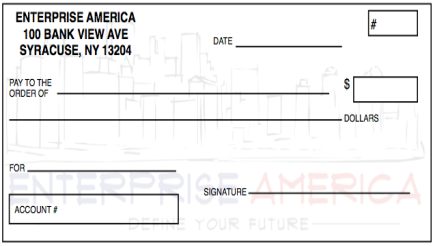 ENTERPRISE AMERICA
100 BANK VIEW AVE
SYRACUSE, NY 13204
#
DATE
PAY TO THE
ORDER OF
$
DOLLARS
FOR
ENTERPRISE AMERICA
SIGNATURE
ACCOUNT #
DEFINE YOUR FUTURE